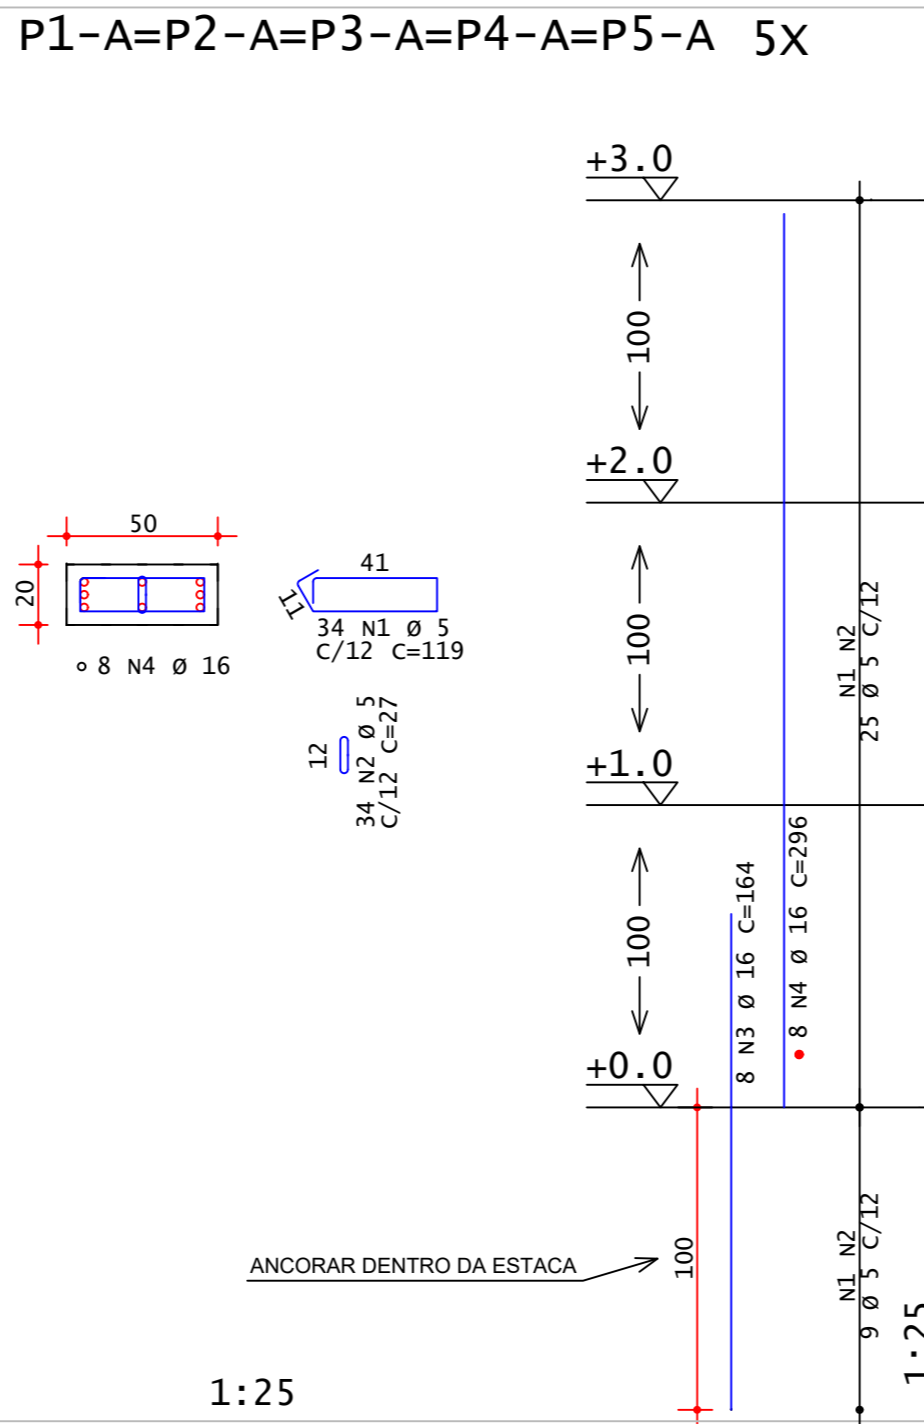 P1-A=P2-A=P3-A=P4-A=P5-A 5X
+3.0
100
+2.0
50
20
8 N4 Ø 16
41
11
34 N1 Ø 5
C/12 C=119
12
34 N2 Ø 5
C/12 C=27
100
N1 N2
25 Ø 5 C/12
+1.0
100
8 N3 Ø 16 C=164
8 N4 Ø 16 C=296
+0.0
ANCORAR DENTRO DA ESTACA
100
N1 N2
9 Ø 5 C/12
1:25
1:25